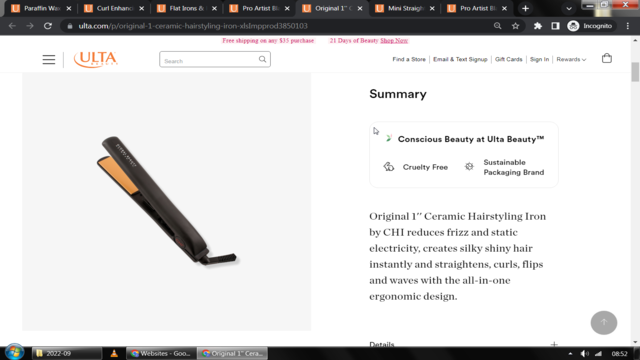 Paraffin Wa
Curl Enhanc
Flat Irons &
Pro Artist Bl
Original 1"
Mini Straigh
Pro Artist Bl
ulta.com/p/original-1-ceramic-hairstyling-iron-xlsImpprod3850103
Incognito
Free shipping on any $35 purchase
21 Days of Beauty Shop Now
ULTA
BEAUTY
Search
Find a Store
Email & Text Signup
Gift Cards
Sign In
Rewards
Summary
Conscious Beauty at Ulta Beauty™
Cruelty Free
Sustainable
Packaging Brand
Original 1'' Ceramic Hairstyling Iron
by CHI reduces frizz and static
electricity, creates silky shiny hair
instantly and straightens, curls, flips
and waves with the all-in-one
ergonomic design.
Details
2022-09
Websites - Goo...
Original 1" Cera...
08:52